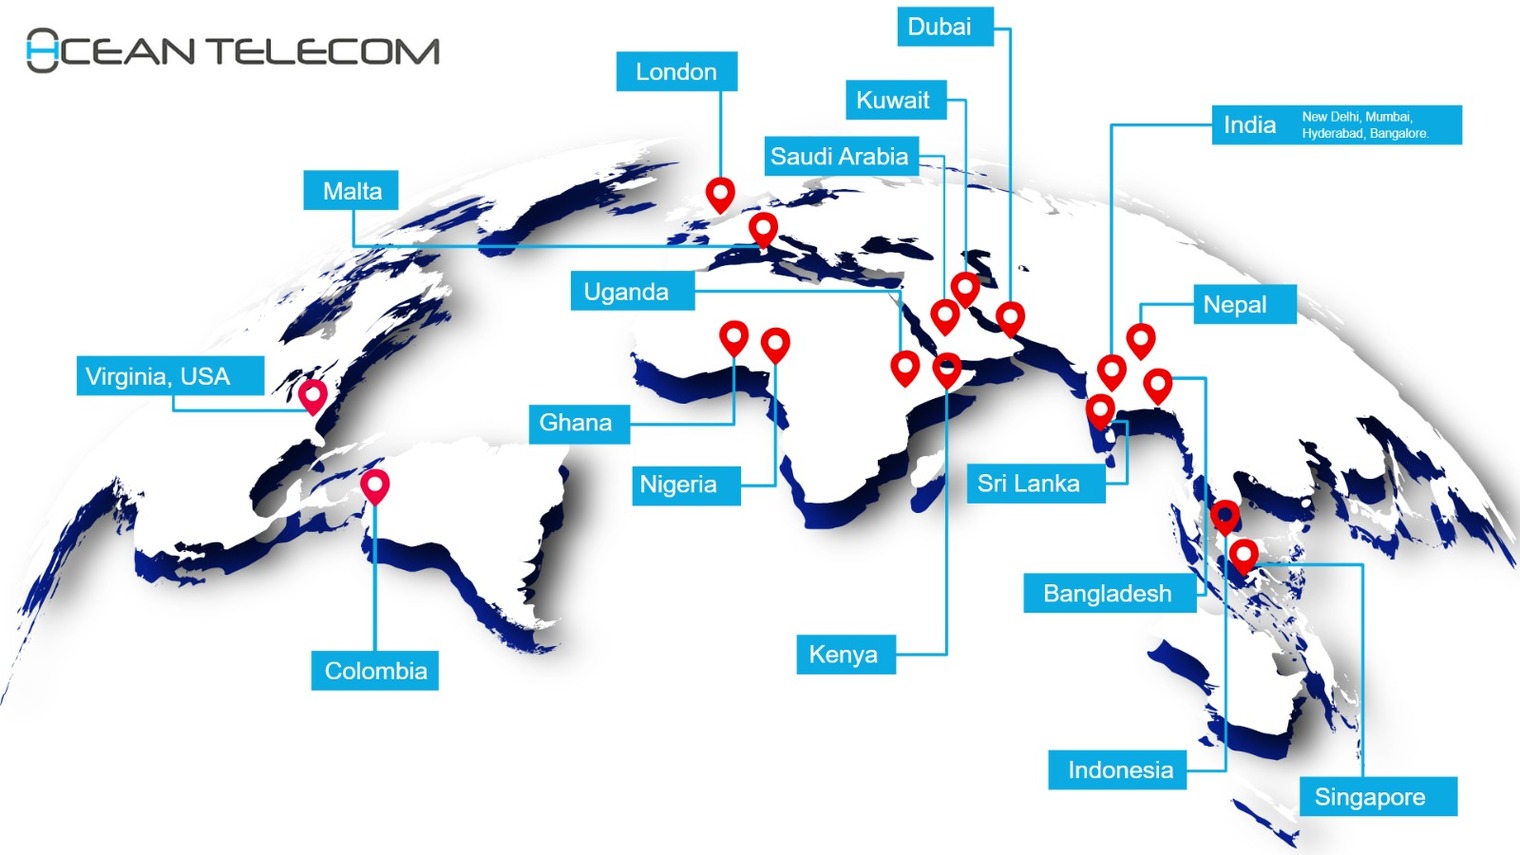 OCEAN TELECOM
Dubai
London
Kuwait
India
New Delhi, Mumbai,
Hyderabad, Bangalore.
Saudi Arabia
Malta
Uganda
Nepal
Virginia, USA
Ghana
Nigeria
Sri Lanka
Bangladesh
Kenya
Colombia
Indonesia
Singapore